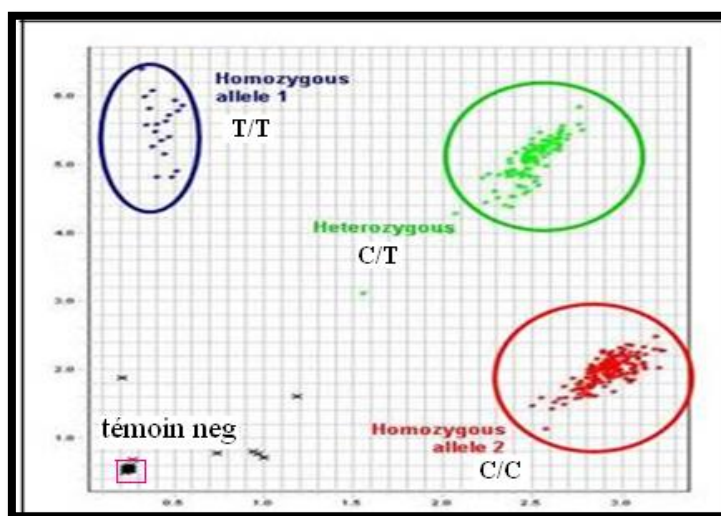 Homozygous
allele 1
T/T
6.0
5.0
Heterozygous
4.0
C/T
3.0
2.0
témoin neg
1.0
Homozygous
allele 2
C/C
0.5
1.0
1.5
2.0
2.5
3.0